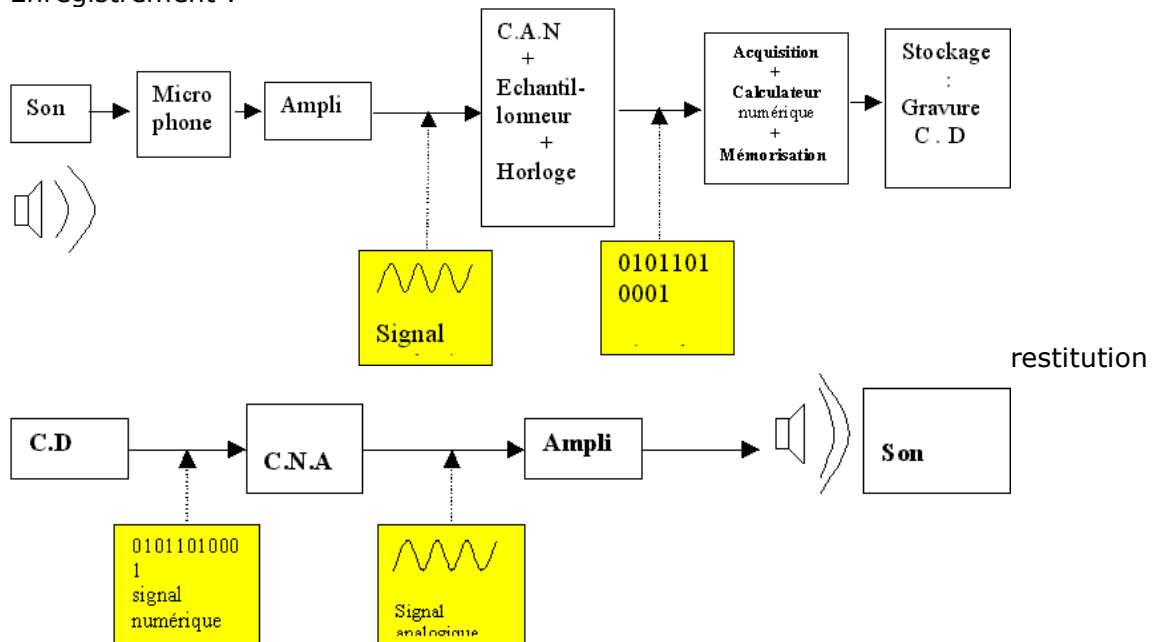 Enregistrement :
Son
Micro
phone
Ampli
C.A.N
+
Echantil-
lonneur
+
Horloge
Acquisition
+
Calculateur
numérique
+
Mémorisation
Stockage
:
Gravure
C . D
Signal
0101101
0001
restitution
C.D
C.N.A
Ampli
Son
0101101000
1
signal
numérique
Signal
analogique